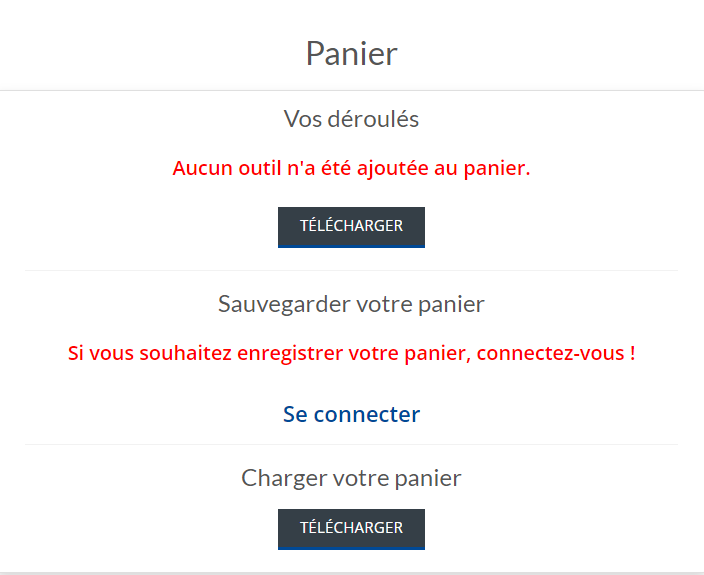 Panier
Vos déroulés
Aucun outil n'a été ajoutée au panier.
TÉLÉCHARGER
Sauvegarder votre panier
Si vous souhaitez enregistrer votre panier, connectez-vous !
Se connecter
Charger votre panier
TÉLÉCHARGER